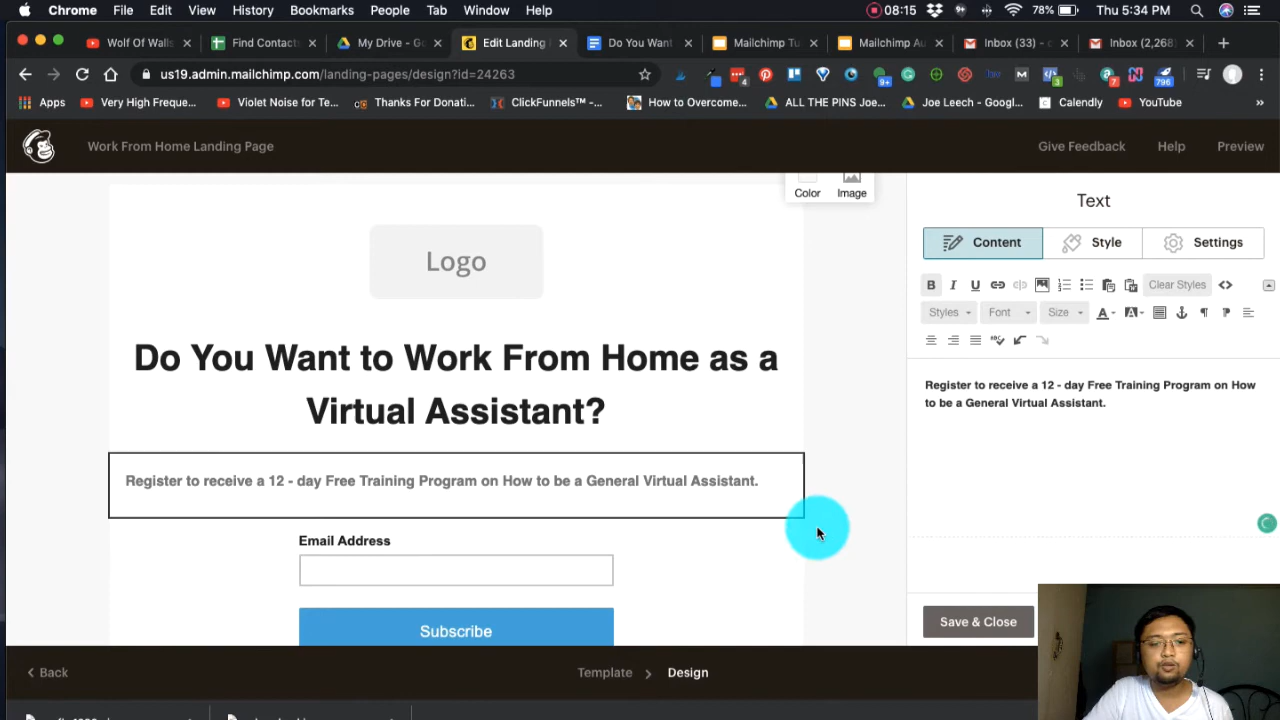 Chrome File Edit View History Bookmarks People Tab Window Help 08:15 78% Thu 5:34 PM
Wolf Of Walls Find Contacts My Drive - Go Edit Landing Do You Want Mailchimp Tu Mailchimp Au Inbox (33) - c Inbox (2,268)
us19.admin.mailchimp.com/landing-pages/design?id=24263
Apps Very High Freque... Violet Noise for Te... Thanks For Donati... ClickFunnels™ -... How to Overcome... ALL THE PINS Joe... Joe Leech - Googl... Calendly YouTube »
Work From Home Landing Page Give Feedback Help Preview
Color Image
Text
Logo
Content Style Settings
Clear Styles
Styles Font Size
Do You Want to Work From Home as a
Virtual Assistant?
Register to receive a 12 - day Free Training Program on How
to be a General Virtual Assistant.
Register to receive a 12 - day Free Training Program on How to be a General Virtual Assistant.
Email Address
Subscribe
Save & Close
Back Template Design